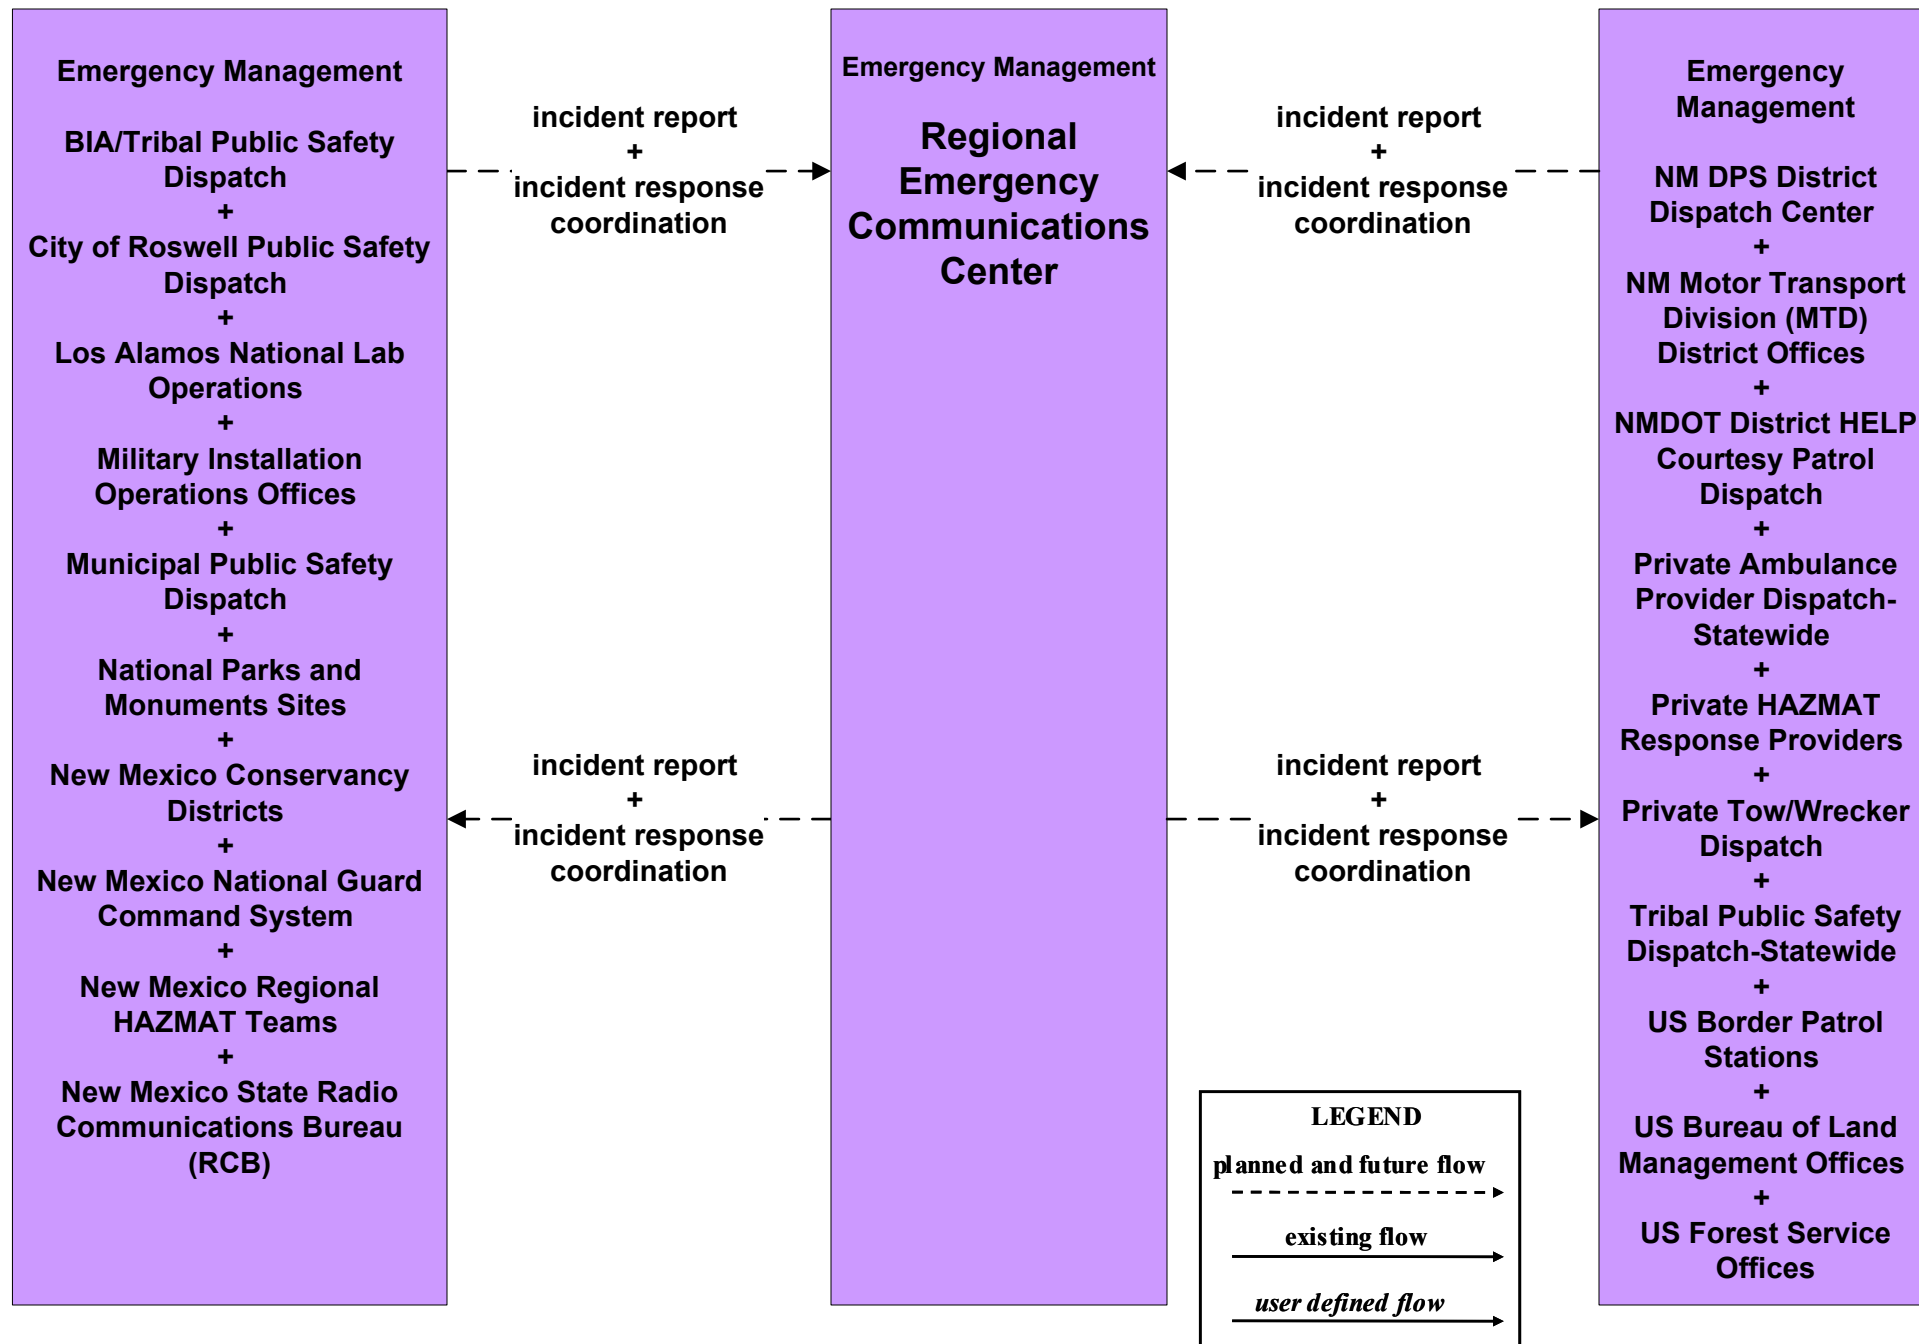 Emergency Management
BIA/Tribal Public Safety
Dispatch
+
City of Roswell Public Safety
Dispatch
+
Los Alamos National Lab
Operations
+
Military Installation
Operations Offices
+
Municipal Public Safety
Dispatch
+
National Parks and
Monuments Sites
+
New Mexico Conservancy
Districts
+
New Mexico National Guard
Command System
+
New Mexico Regional
HAZMAT Teams
+
New Mexico State Radio
Communications Bureau
(RCB)
incident report
+
incident response
coordination
incident report
+
incident response
coordination
Emergency Management
Regional
Emergency
Communications
Center
incident report
+
incident response
coordination
incident report
+
incident response
coordination
Emergency
Management
NM DPS District
Dispatch Center
+
NM Motor Transport
Division (MTD)
District Offices
+
NMDOT District HELP
Courtesy Patrol
Dispatch
+
Private Ambulance
Provider Dispatch-
Statewide
+
Private HAZMAT
Response Providers
+
Private Tow/Wrecker
Dispatch
+
Tribal Public Safety
Dispatch-Statewide
+
US Border Patrol
Stations
+
US Bureau of Land
Management Offices
+
US Forest Service
Offices
LEGEND
planned and future flow
existing flow
user defined flow